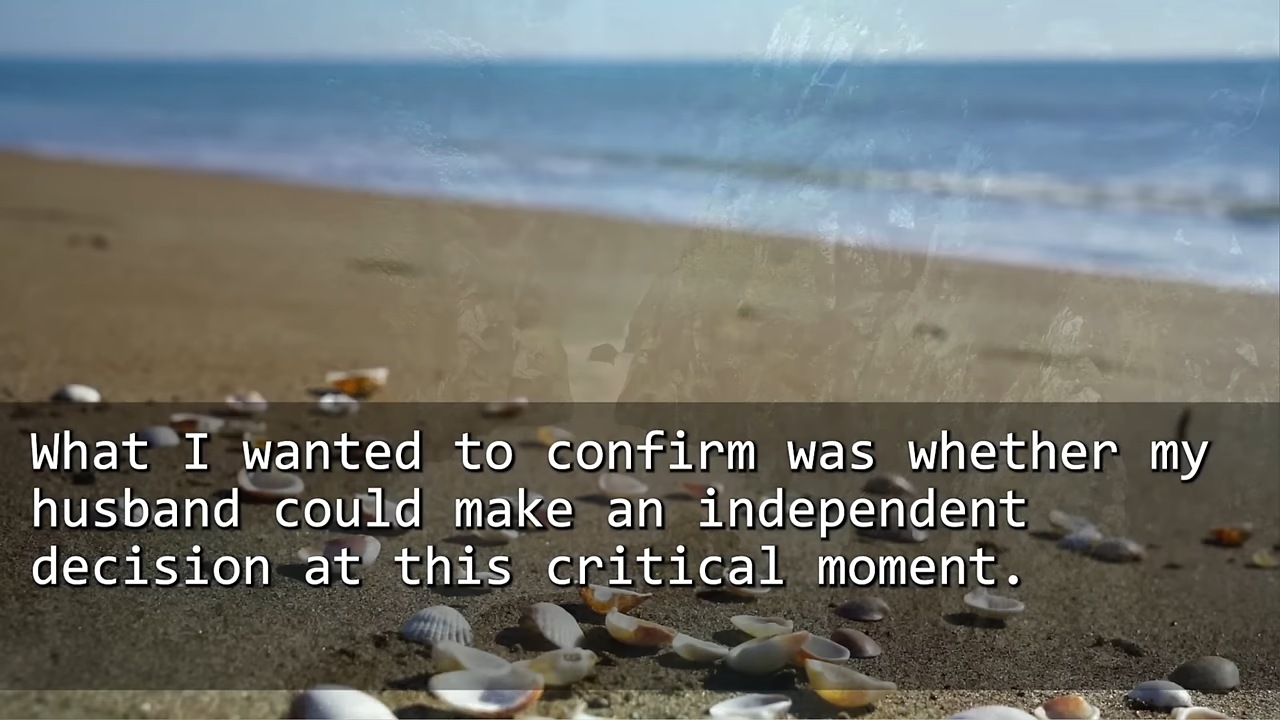 What I wanted to confirm was whether my
husband could make an independent
decision at this critical moment.